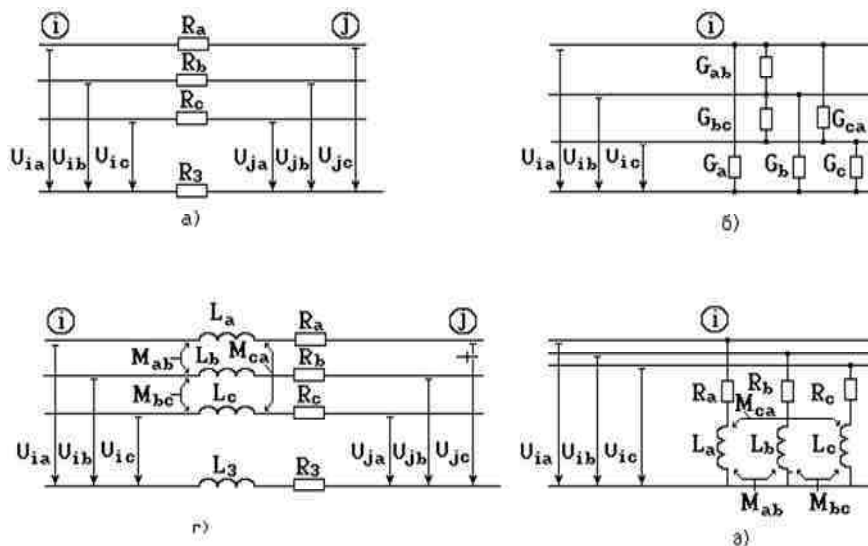 i j
Ra
Rb
Rc
Uia Uib Uic Uja Ujb Ujc
R3
а)
i
Gab
Gbc
Gca
Uia Uib Uic
Ga Gb Gc
б)
i j
La Ra
Mab Lb Mca Rb
Mbc Lc Rc
Uia Uib Uic Uja Ujb Ujc
L3 R3
г)
i
Ra Rb Rc
Mca
La Lb Lc
Uia Uib Uic
Mab Mbc